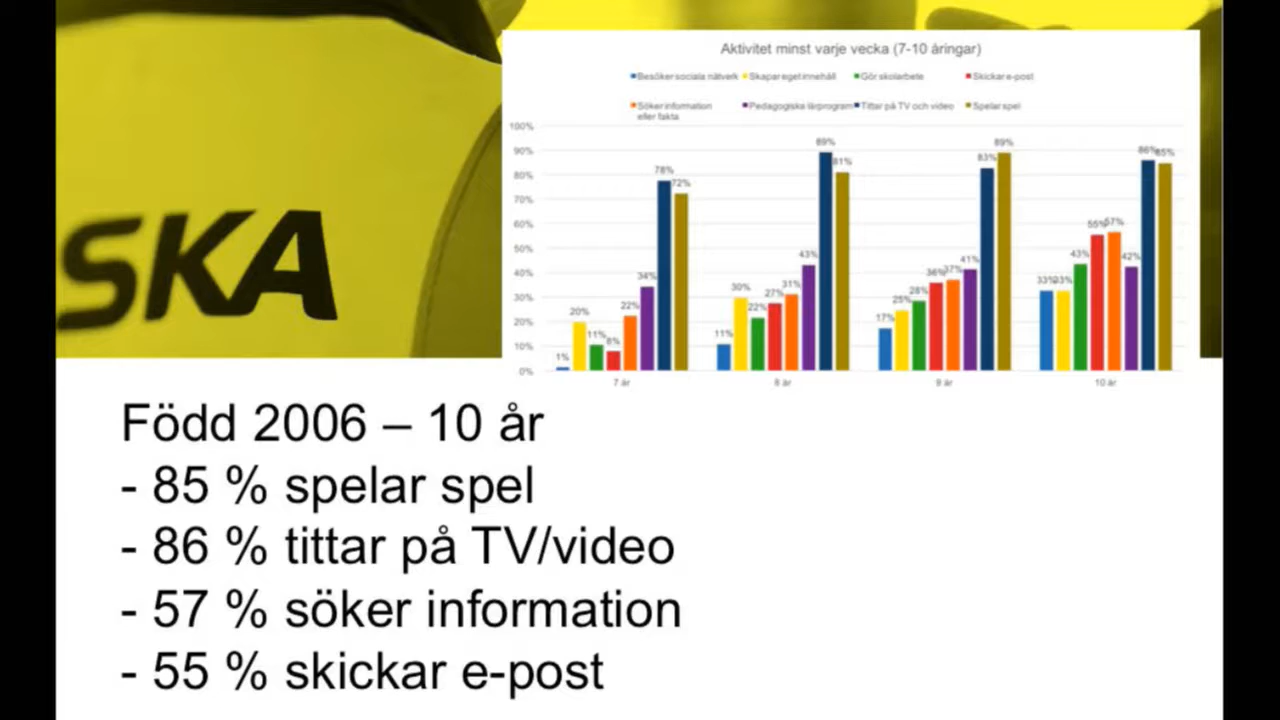 SKA
Aktivitet minst varje vecka (7-10 åringar)
Besöker sociala nätverk Skapar eget innehåll Gör skolarbete Skickar e-post
Söker information Pedagogiska lärprogram Tittar på TV och video Spelar spel
eller fakta
100%
90%
80%
70%
60%
50%
40%
30%
20%
10%
0%
1% 20% 11% 8% 22% 34% 78% 72%
11% 30% 22% 27% 31% 43% 89% 81%
17% 25% 28% 36% 37% 41% 83% 89%
33% 33% 43% 55% 57% 42% 86% 85%
7 år 8 år 9 år 10 år
Född 2006 – 10 år
- 85 % spelar spel
- 86 % tittar på TV/video
- 57 % söker information
- 55 % skickar e-post